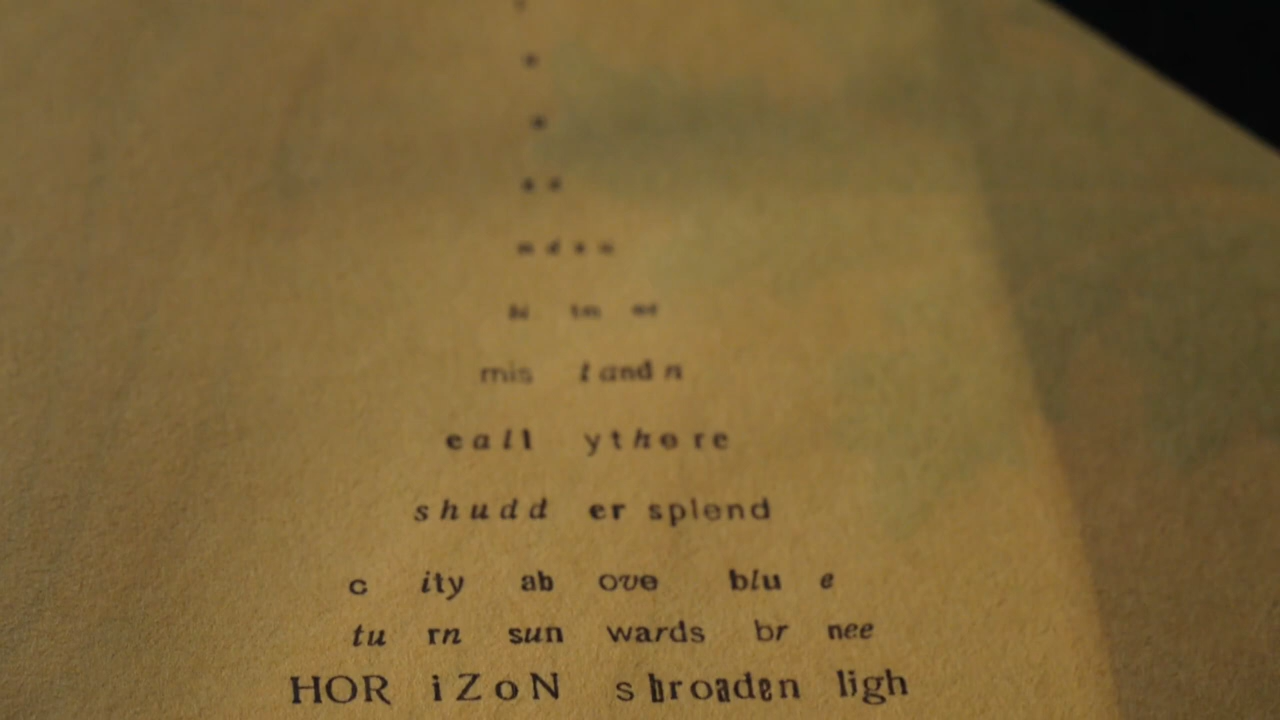 mis t and n
eall ythere
shudd er splend
c ity ab ove blu e
tu rn sun wards br nee
HOR iZoN s broaden ligh